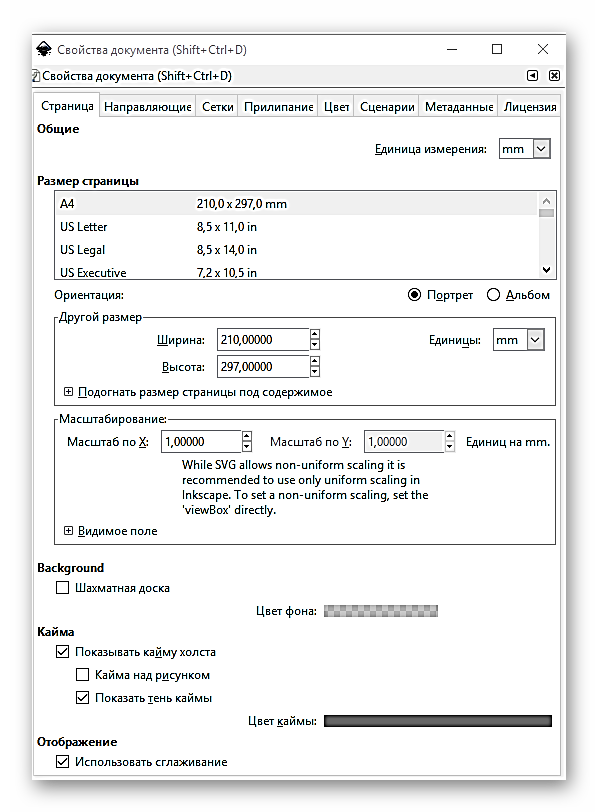 Свойства документа (Shift+Ctrl+D)
Свойства документа (Shift+Ctrl+D)
Страница Направляющие Сетки Прилипание Цвет Сценарии Метаданные Лицензия
Общие
Единица измерения: mm
Размер страницы
A4 210,0 x 297,0 mm
US Letter 8,5 x 11,0 in
US Legal 8,5 x 14,0 in
US Executive 7,2 x 10,5 in
Ориентация: Портрет Альбом
Другой размер
Ширина: 210,00000 Единицы: mm
Высота: 297,00000
Подогнать размер страницы под содержимое
Масштабирование:
Масштаб по X: 1,00000 Масштаб по Y: 1,00000 Единиц на mm.
While SVG allows non-uniform scaling it is
recommended to use only uniform scaling in
Inkscape. To set a non-uniform scaling, set the
'viewBox' directly.
Видимое поле
Background
Шахматная доска
Цвет фона:
Кайма
Показывать кайму холста
Кайма над рисунком
Показать тень каймы
Цвет каймы:
Отображение
Использовать сглаживание